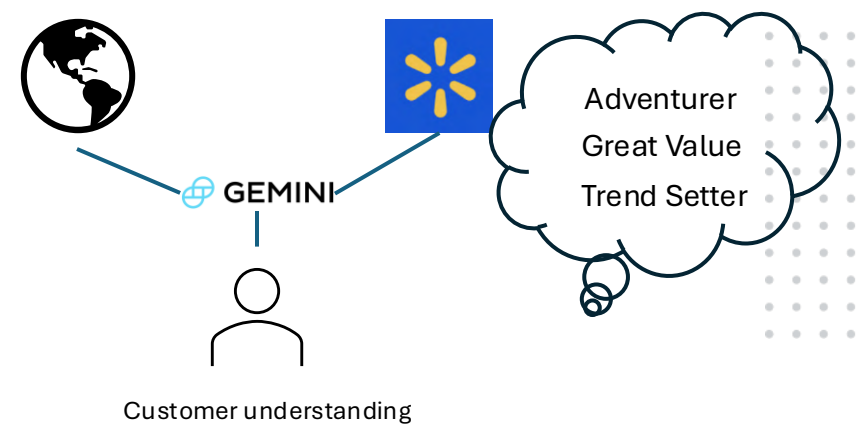 Adventurer
Great Value
Trend Setter
GEMINI
Customer understanding